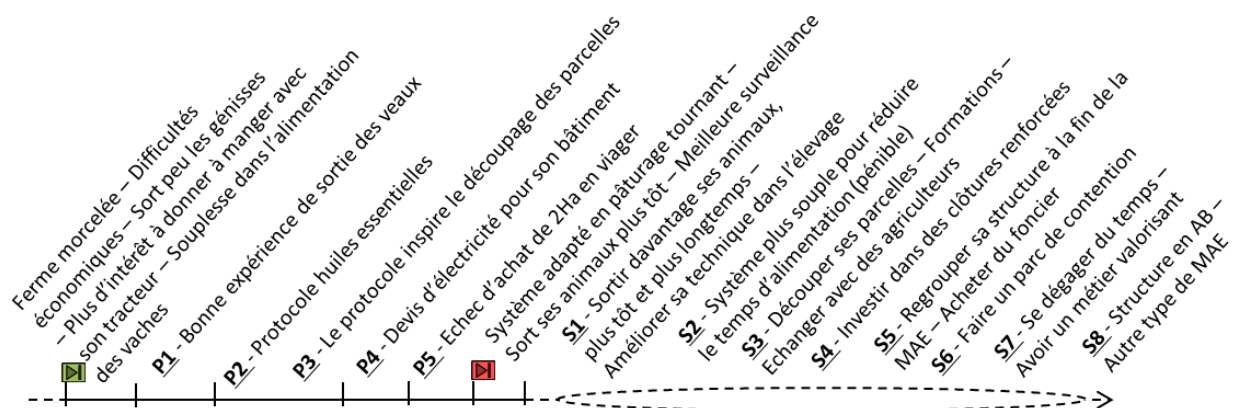 Ferme morcelée – Difficultés
économiques – Sort peu les génisses
– Plus d'intérêt à donner à manger avec
son tracteur – Souplesse dans l'alimentation
des vaches
P1 - Bonne expérience de sortie des veaux
P2 - Protocole huiles essentielles
P3 - Le protocole inspire le découpage des parcelles
P4 - Devis d'électricité pour son bâtiment
P5 - Echec d'achat de 2Ha en viager
Système adapté en pâturage tournant –
Sort ses animaux plus tôt – Meilleure surveillance
S1 - Sortir davantage ses animaux,
plus tôt et plus longtemps –
Améliorer sa technique dans l'élevage
S2 - Système plus souple pour réduire
le temps d'alimentation (pénible)
S3 - Découper ses parcelles – Formations –
Echanger avec des agriculteurs
S4 - Investir dans des clôtures renforcées
S5 - Regrouper sa structure à la fin de la
MAE – Acheter du foncier
S6 - Faire un parc de contention
S7 - Se dégager du temps –
Avoir un métier valorisant
S8 - Structure en AB –
Autre type de MAE